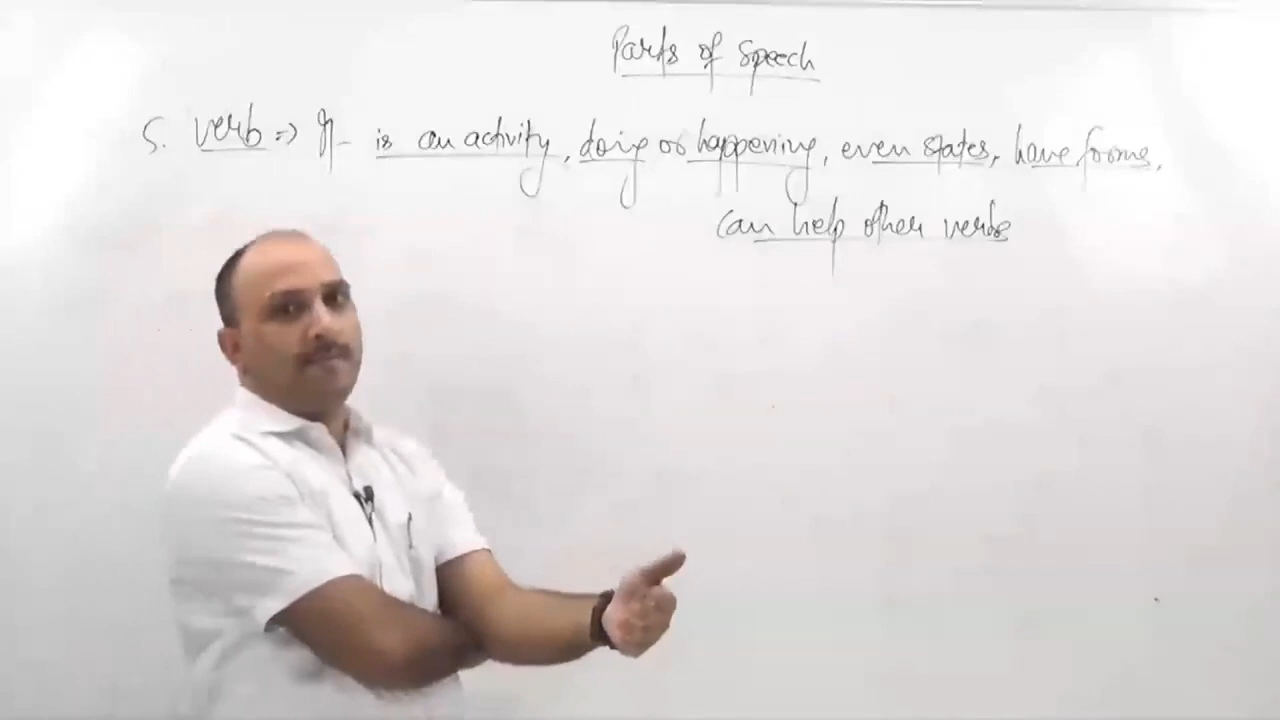 Parts of Speech
5. Verb => It is an activity, doing or happening, even states, have forms,
can help other verbs